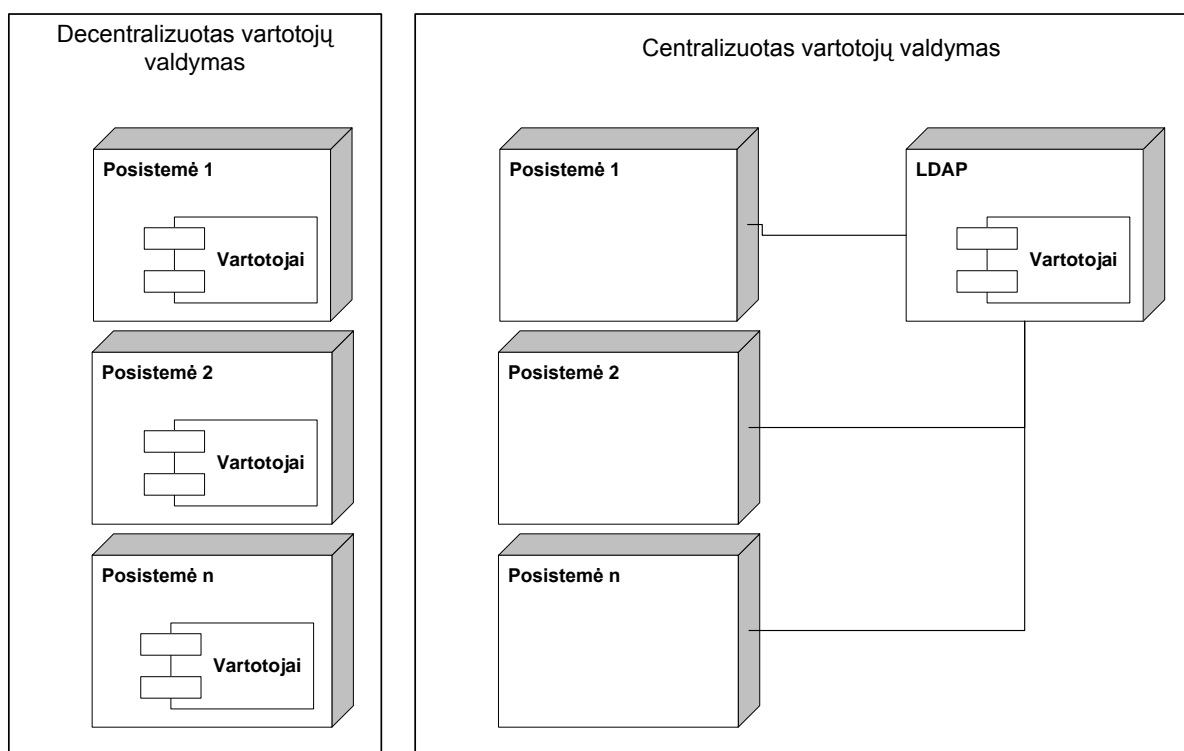 Decentralizuotas vartotojų
valdymas
Posistemė 1
Vartotojai
Posistemė 2
Vartotojai
Posistemė n
Vartotojai
Centralizuotas vartotojų valdymas
Posistemė 1
LDAP
Vartotojai
Posistemė 2
Posistemė n